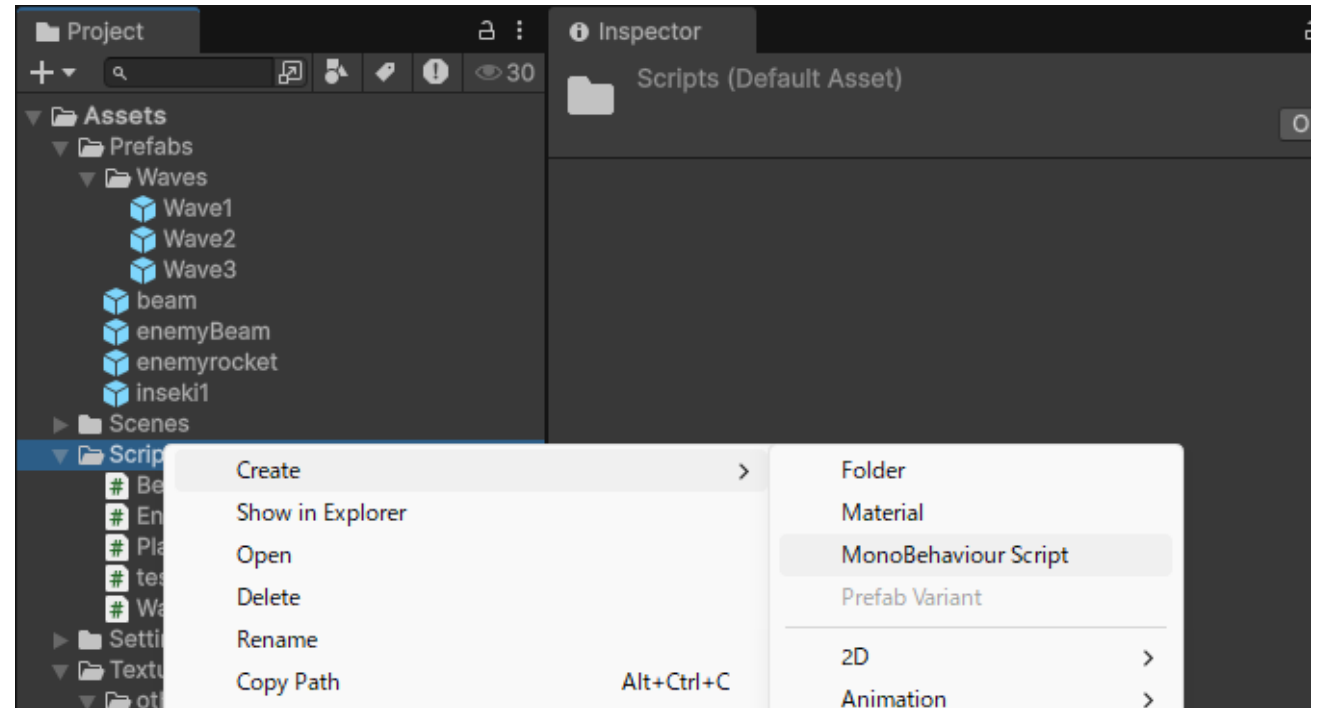 Project
Inspector
30
Scripts (Default Asset)
Assets
Prefabs
Waves
Wave1
Wave2
Wave3
beam
enemyBeam
enemyrocket
inseki1
Scenes
Create
Show in Explorer
Open
Delete
Rename
Copy Path Alt+Ctrl+C
Folder
Material
MonoBehaviour Script
Prefab Variant
2D
Animation